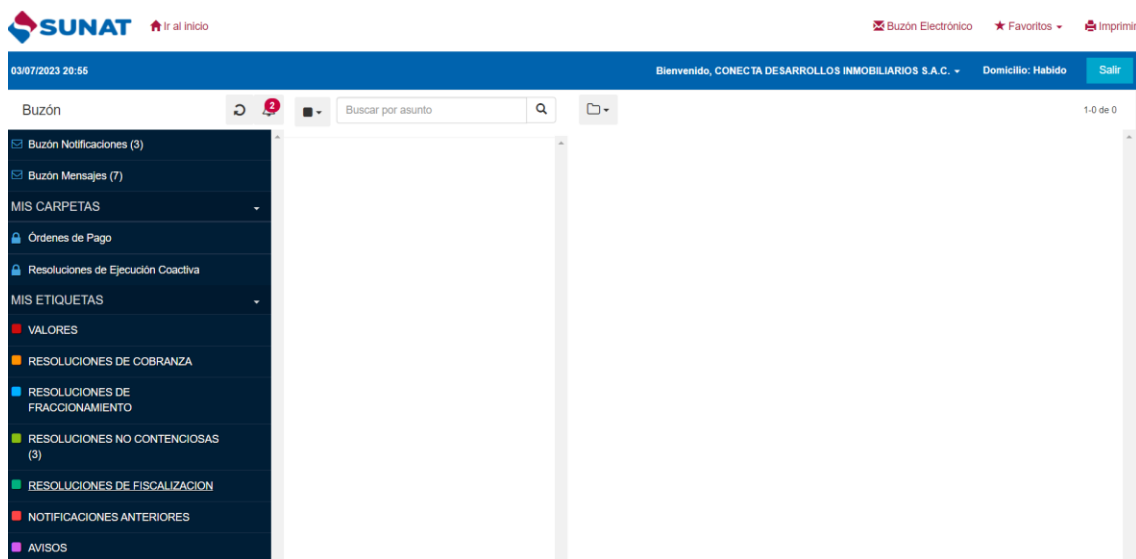 SUNAT Ir al inicio Buzón Electrónico Favoritos Imprimir
03/07/2023 20:55 Bienvenido, CONECTA DESARROLLOS INMOBILIARIOS S.A.C. Domicilio: Habido Salir
Buzón 2 Buscar por asunto 1-0 de 0
Buzón Notificaciones (3)
Buzón Mensajes (7)
MIS CARPETAS
Órdenes de Pago
Resoluciones de Ejecución Coactiva
MIS ETIQUETAS
VALORES
RESOLUCIONES DE COBRANZA
RESOLUCIONES DE
FRACCIONAMIENTO
RESOLUCIONES NO CONTENCIOSAS
(3)
RESOLUCIONES DE FISCALIZACION
NOTIFICACIONES ANTERIORES
AVISOS